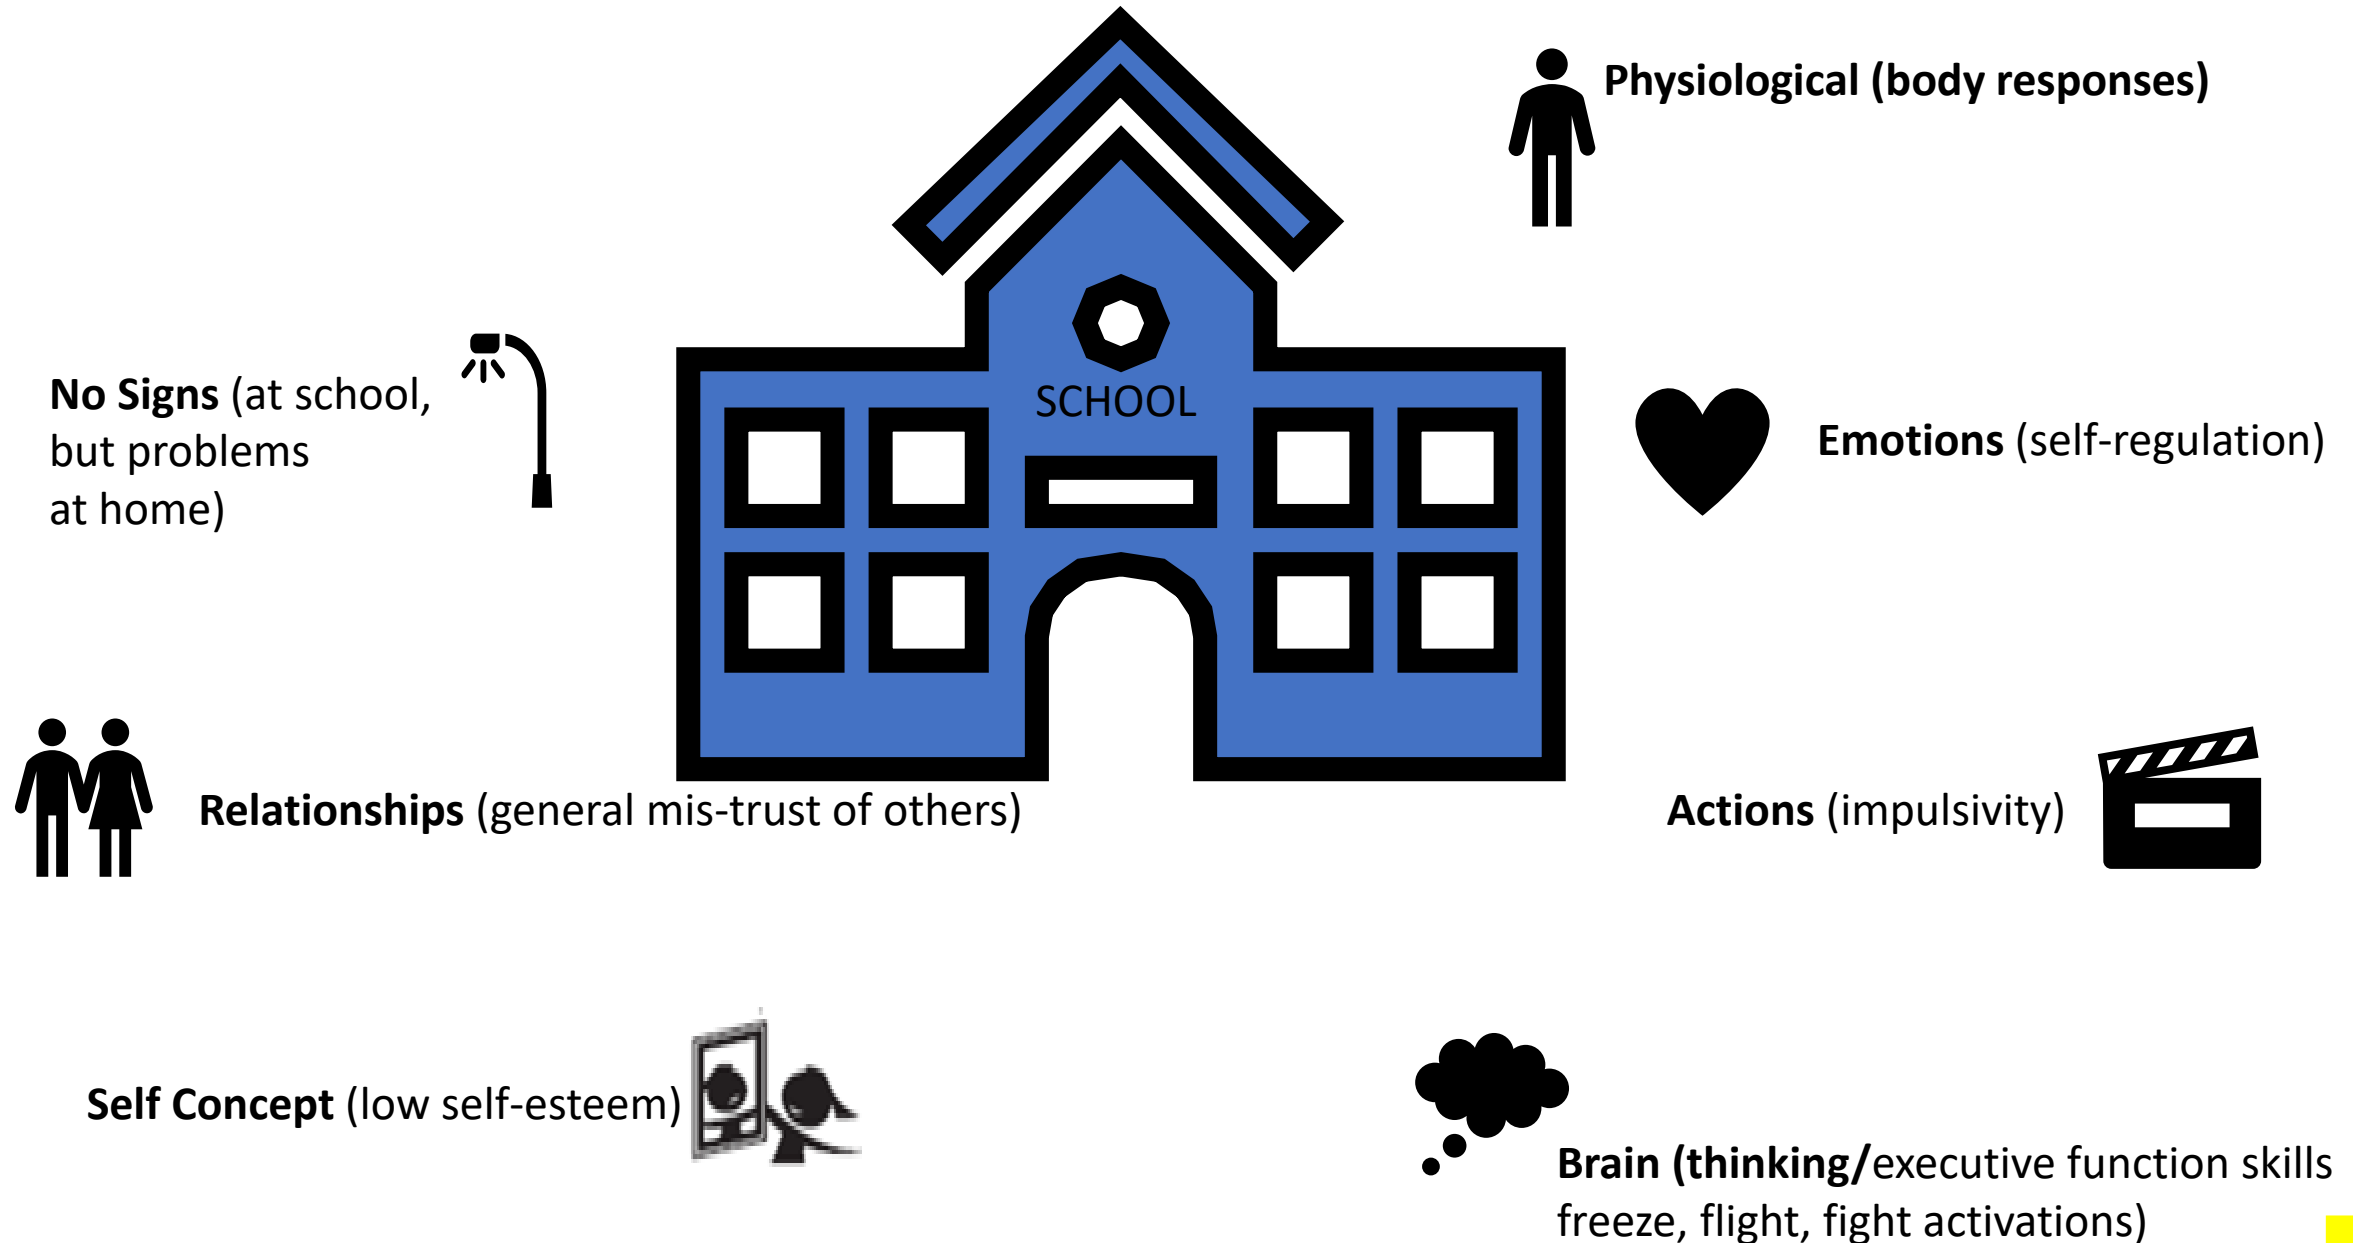 Physiological (body responses)
SCHOOL
No Signs (at school,
but problems
at home)
Emotions (self-regulation)
Relationships (general mis-trust of others)
Actions (impulsivity)
Self Concept (low self-esteem)
Brain (thinking/executive function skills
freeze, flight, fight activations)